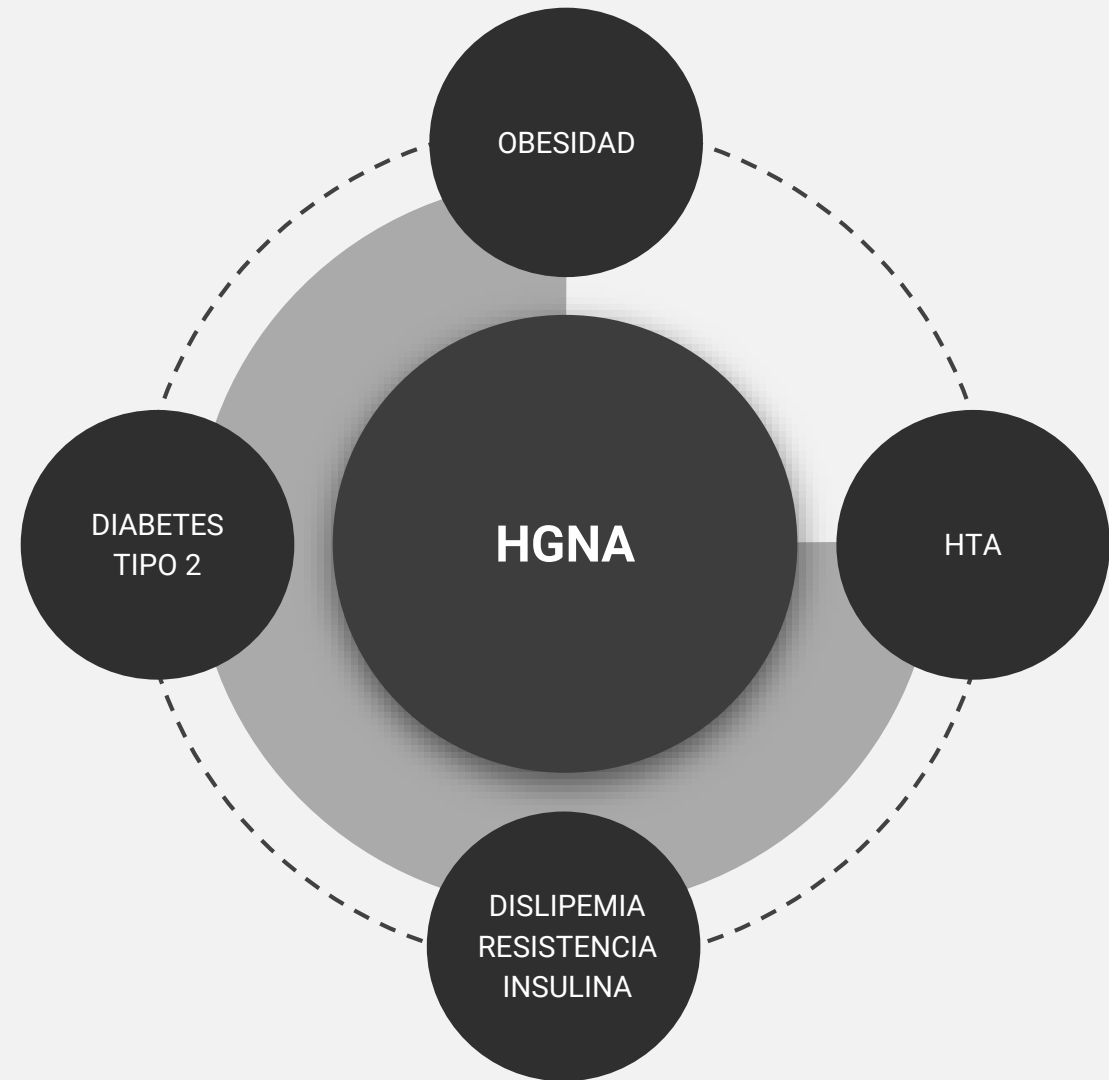 OBESIDAD
DIABETES
TIPO 2
HGNA
HTA
DISLIPEMIA
RESISTENCIA
INSULINA